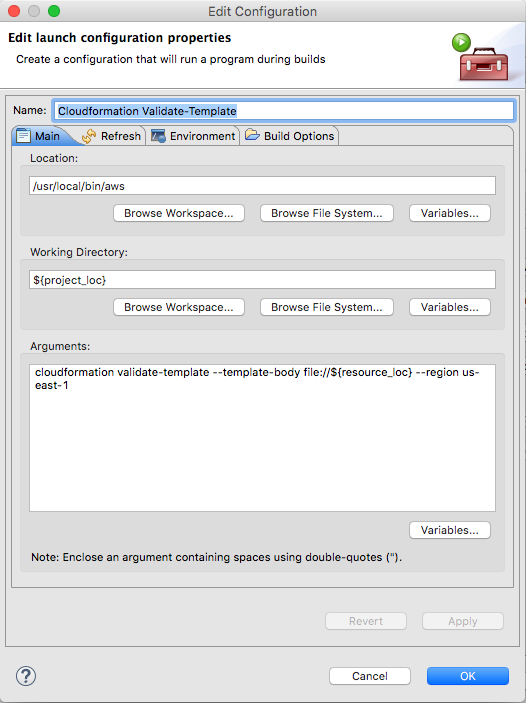 Edit Configuration
Edit launch configuration properties
Create a configuration that will run a program during builds
Name: Cloudformation Validate-Template
Main Refresh Environment Build Options
Location:
/usr/local/bin/aws
Browse Workspace... Browse File System... Variables...
Working Directory:
${project_loc}
Browse Workspace... Browse File System... Variables...
Arguments:
cloudformation validate-template --template-body file://${resource_loc} --region us-
east-1
Variables...
Note: Enclose an argument containing spaces using double-quotes (").
Revert Apply
? Cancel OK